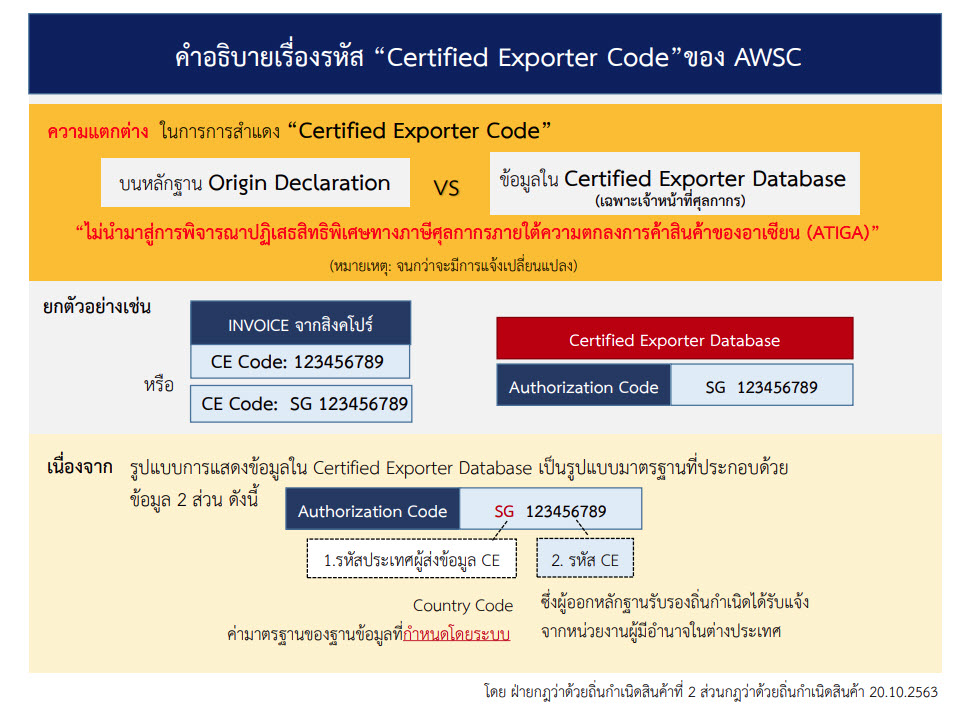 คำอธิบายเรื่องรหัส “Certified Exporter Code”ของ AWSC
ความแตกต่าง ในการการสำแดง “Certified Exporter Code”
บนหลักฐาน Origin Declaration
VS
ข้อมูลใน Certified Exporter Database
(เฉพาะเจ้าหน้าที่ศุลกากร)
“ไม่นำมาสู่การพิจารณาปฏิเสธสิทธิพิเศษทางภาษีศุลกากรภายใต้ความตกลงการค้าสินค้าของอาเซียน (ATIGA)”
(หมายเหตุ: จนกว่าจะมีการแจ้งเปลี่ยนแปลง)
ยกตัวอย่างเช่น
INVOICE จากสิงคโปร์
CE Code: 123456789
หรือ
CE Code: SG 123456789
Certified Exporter Database
Authorization Code SG 123456789
เนื่องจาก รูปแบบการแสดงข้อมูลใน Certified Exporter Database เป็นรูปแบบมาตรฐานที่ประกอบด้วย
ข้อมูล 2 ส่วน ดังนี้
Authorization Code SG 123456789
1.รหัสประเทศผู้ส่งข้อมูล CE
2. รหัส CE
Country Code
ค่ามาตรฐานของฐานข้อมูลที่กำหนดโดยระบบ
ซึ่งผู้ออกหลักฐานรับรองถิ่นกำเนิดได้รับแจ้ง
จากหน่วยงานผู้มีอำนาจในต่างประเทศ
โดย ฝ่ายกฎว่าด้วยถิ่นกำเนิดสินค้าที่ 2 ส่วนกฎว่าด้วยถิ่นกำเนิดสินค้า 20.10.2563